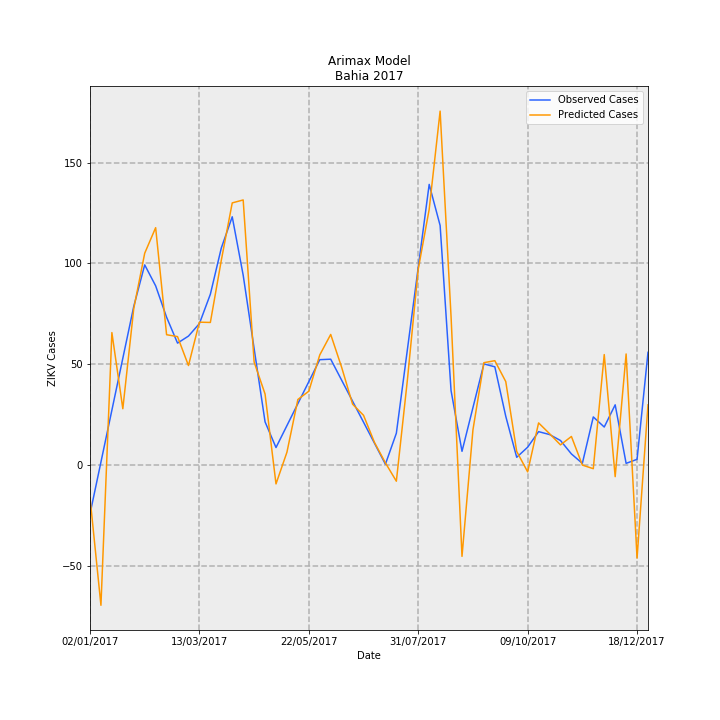 Arimax Model
Bahia 2017
Observed Cases
Predicted Cases
ZIKV Cases
150
100
50
0
−50
02/01/2017 13/03/2017 22/05/2017 31/07/2017 09/10/2017 18/12/2017
Date